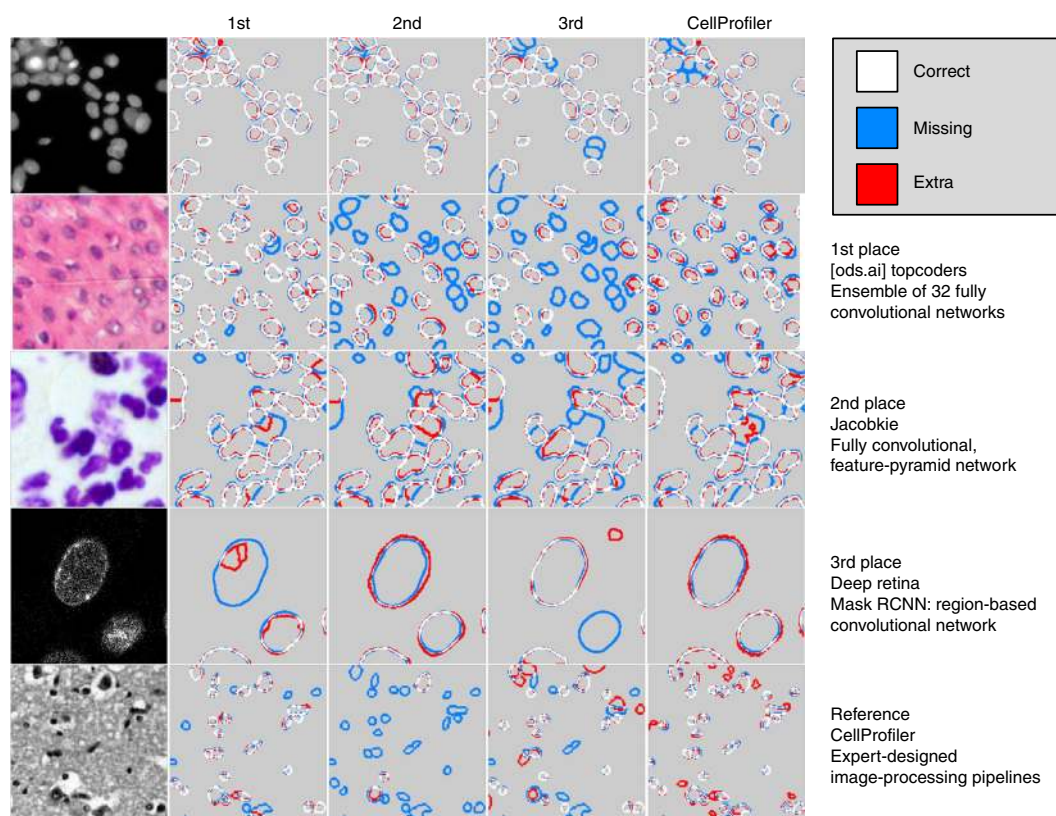 1st
2nd
3rd
CellProfiler
Correct
Missing
Extra
1st place
[ods.ai] topcoders
Ensemble of 32 fully
convolutional networks
2nd place
Jacobkie
Fully convolutional,
feature-pyramid network
3rd place
Deep retina
Mask RCNN: region-based
convolutional network
Reference
CellProfiler
Expert-designed
image-processing pipelines